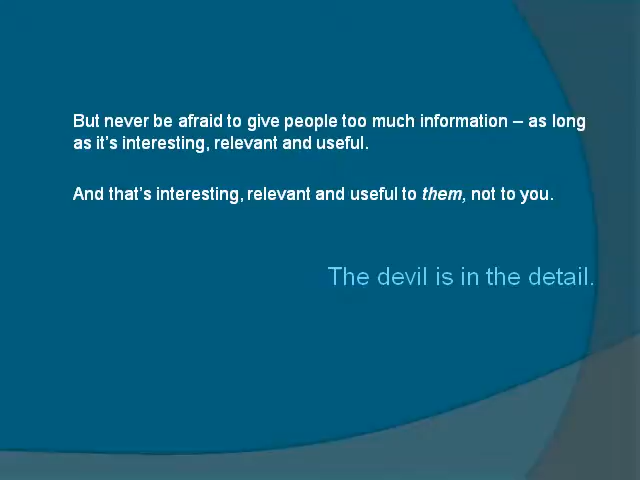 But never be afraid to give people too much information – as long
as it's interesting, relevant and useful.
And that's interesting, relevant and useful to them, not to you.
The devil is in the detail.